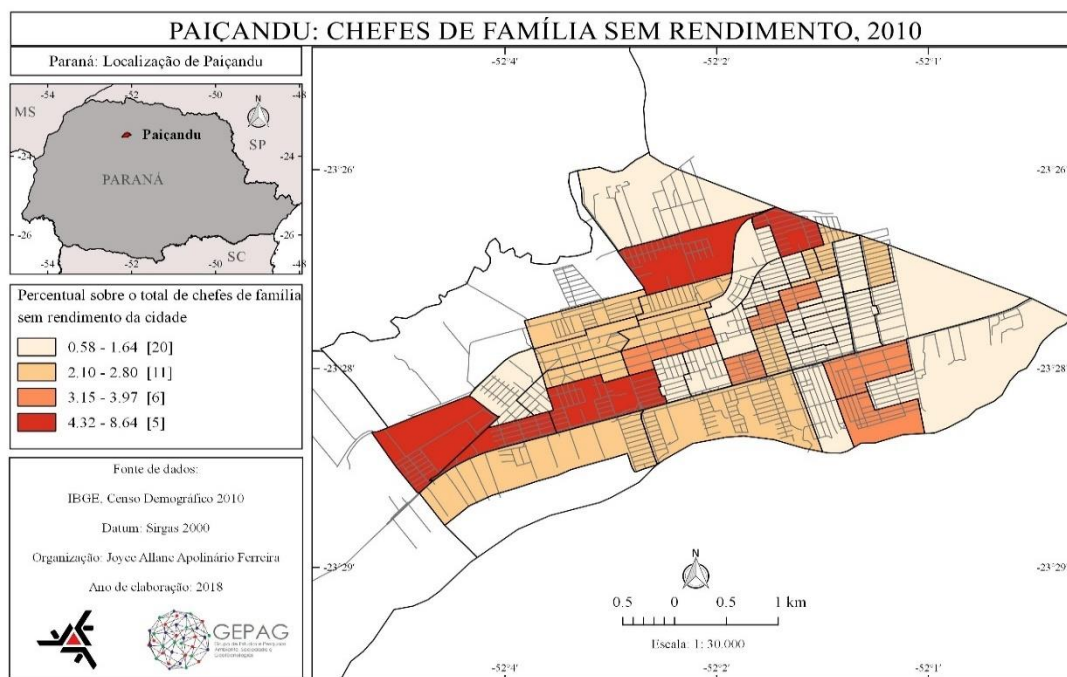 PAIÇANDU: CHEFES DE FAMÍLIA SEM RENDIMENTO, 2010
Paraná: Localização de Paiçandu
-54
-52
-50
-48
MS
N
Paiçandu
SP
-24
-24
PARANÁ
-26
-26
SC
-54
-52
-50
-48
Percentual sobre o total de chefes de família
sem rendimento da cidade
0.58 - 1.64 [20]
2.10 - 2.80 [11]
3.15 - 3.97 [6]
4.32 - 8.64 [5]
Fonte de dados:
IBGE, Censo Demográfico 2010
Datum: Sirgas 2000
Organização: Joyce Allane Apolinário Ferreira
Ano de elaboração: 2018
GEPAG
-52°4'
-52°2'
-52°1'
-23°26'
-23°26'
-23°28'
-23°28'
-23°29'
-23°29'
N
0.5 0 0.5 1 km
Escala: 1: 30.000
-52°4'
-52°2'
-52°1'